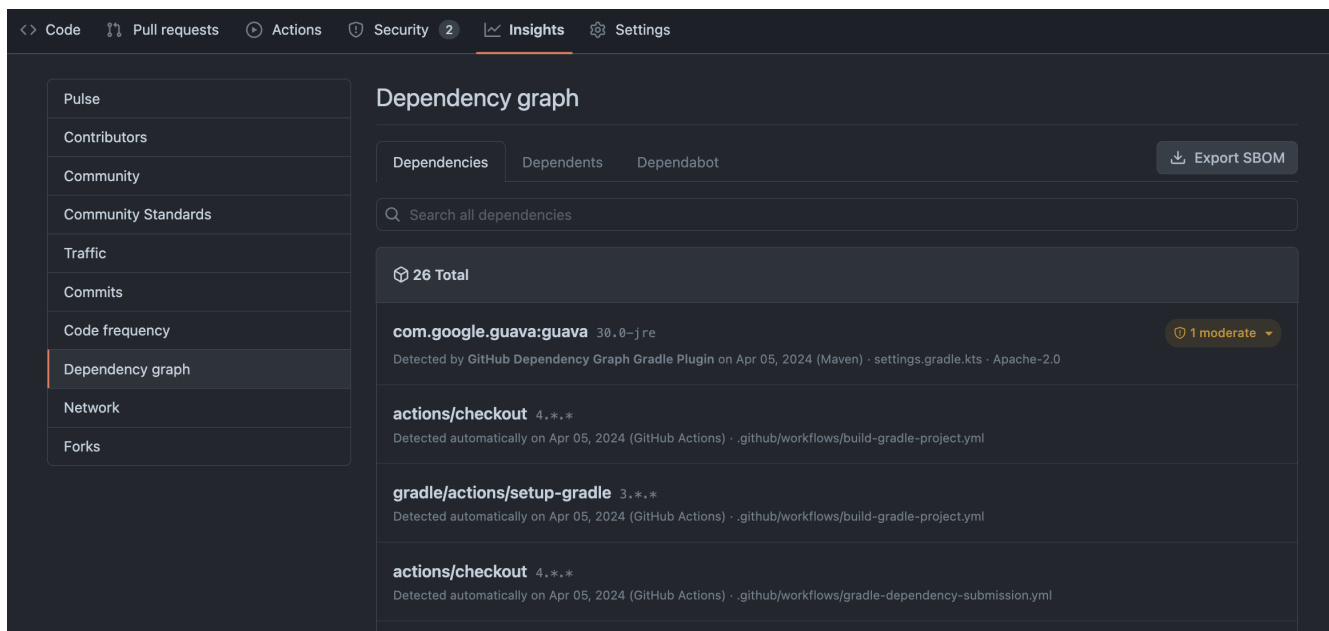 Code Pull requests Actions Security 2 Insights Settings
Pulse
Contributors
Community
Community Standards
Traffic
Commits
Code frequency
Dependency graph
Network
Forks
Dependency graph
Dependencies Dependents Dependabot Export SBOM
Search all dependencies
26 Total
com.google.guava:guava 30.0-jre 1 moderate
Detected by GitHub Dependency Graph Gradle Plugin on Apr 05, 2024 (Maven) · settings.gradle.kts · Apache-2.0
actions/checkout 4.*.*
Detected automatically on Apr 05, 2024 (GitHub Actions) · .github/workflows/build-gradle-project.yml
gradle/actions/setup-gradle 3.*.*
Detected automatically on Apr 05, 2024 (GitHub Actions) · .github/workflows/build-gradle-project.yml
actions/checkout 4.*.*
Detected automatically on Apr 05, 2024 (GitHub Actions) · .github/workflows/gradle-dependency-submission.yml